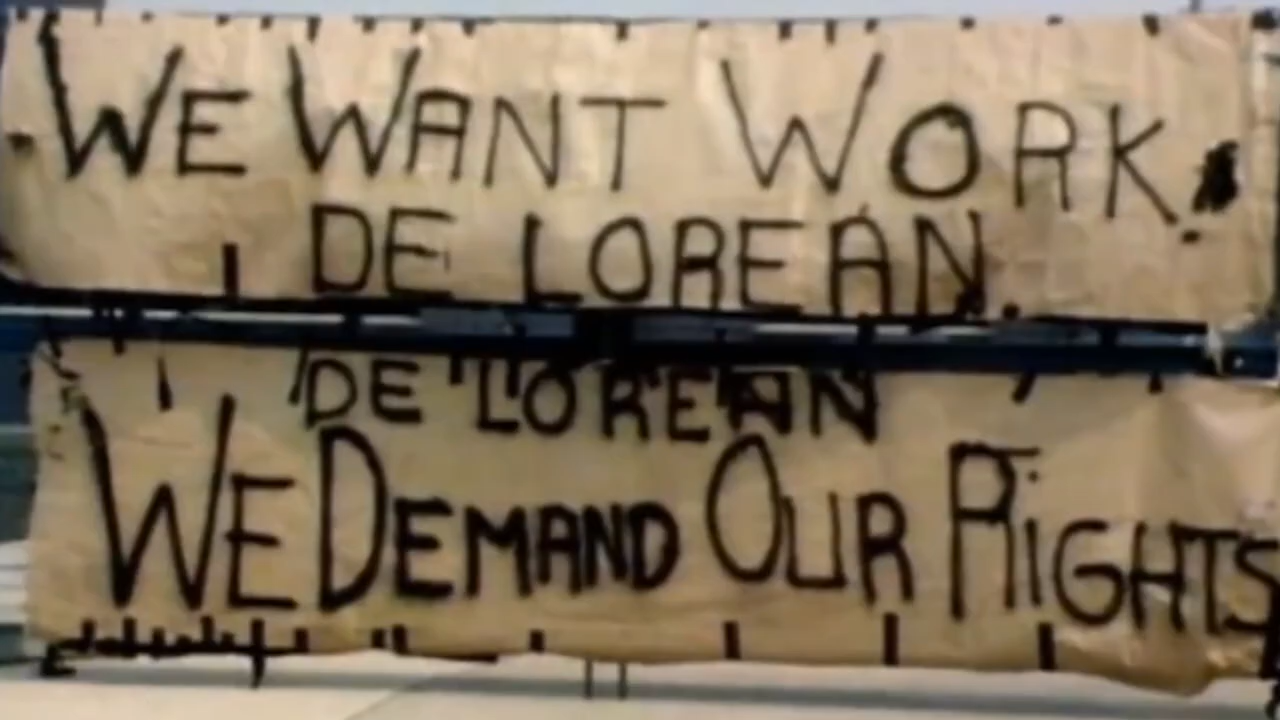 WE WANT WORK.
DE LOREAN.
DE LOREAN
WE DEMAND OUR RiGHTS